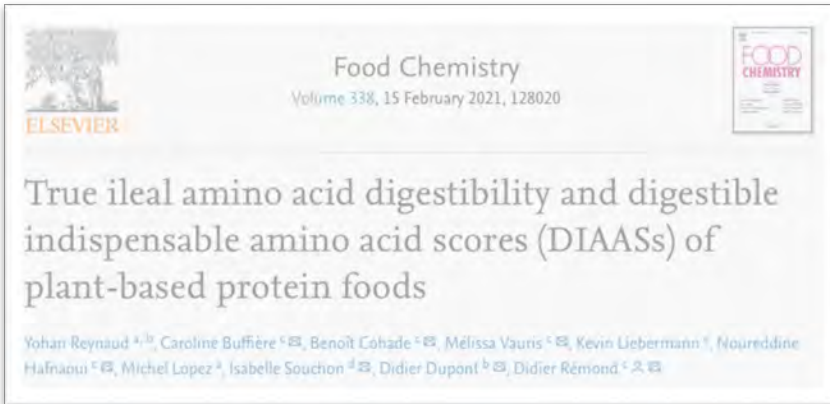 ELSEVIER
Food Chemistry
Volume 338, 15 February 2021, 128020
FOOD
CHEMISTRY
True ileal amino acid digestibility and digestible
indispensable amino acid scores (DIAASs) of
plant-based protein foods
Yohan Reynaud a, b, Caroline Buffière c, Benoît Cohade c, Mélissa Vauris c, Kevin Liebermann c, Noureddine
Hafnaoui c, Michel Lopez a, Isabelle Souchon d, Didier Dupont b, Didier Rémond c